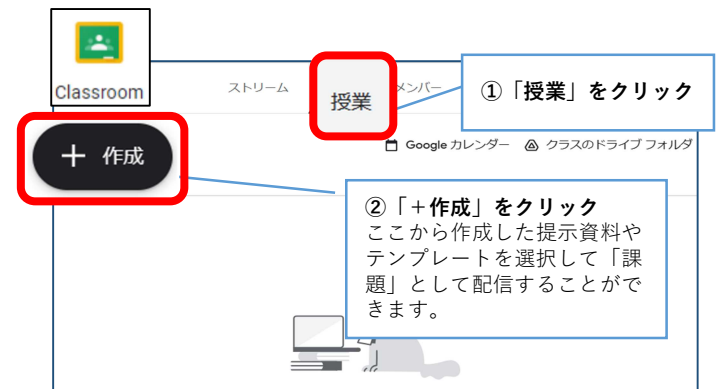 Classroom
ストリーム
授業
メンバー
①「授業」をクリック
＋ 作成
Google カレンダー
クラスのドライブ フォルダ
②「＋作成」をクリック
ここから作成した提示資料や
テンプレートを選択して「課
題」として配信することがで
きます。